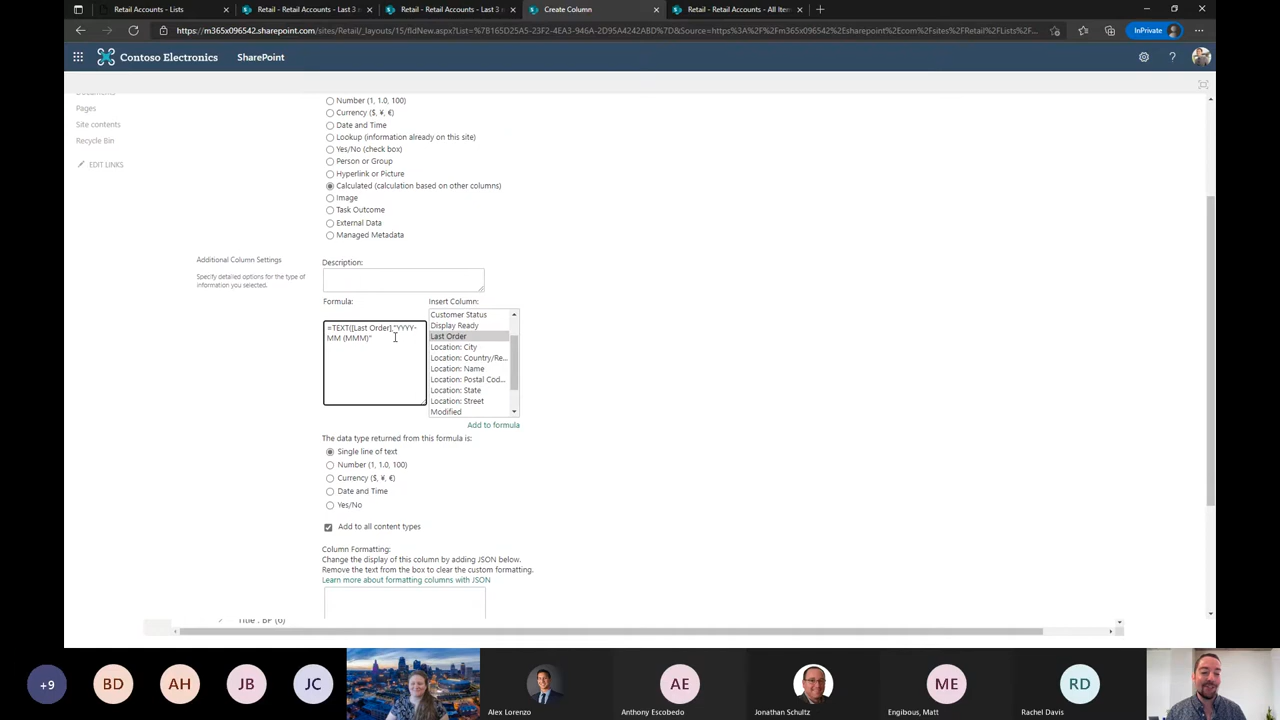 Retail Accounts - Lists
Retail Accounts - Last 3
Retail Accounts - Last 3
Create Column
Retail Accounts - All Item
https://m365x096542.sharepoint.com/sites/Retail/_layouts/15/fldNew.aspx?List=%7B165D25A5-23F2-4EA3-946A-2D95A4242ABD%7D&Source=https%3A%2F%2Fm365x096542%2Esharepoint%2Ecom%2Fsites%2FRetail%2FLists%2FR...
InPrivate
Contoso Electronics
SharePoint
Pages
Site contents
Recycle Bin
EDIT LINKS
Number (1, 1.0, 100)
Currency ($, ¥, €)
Date and Time
Lookup (information already on this site)
Yes/No (check box)
Person or Group
Hyperlink or Picture
Calculated (calculation based on other columns)
Image
Task Outcome
External Data
Managed Metadata
Additional Column Settings
Specify detailed options for the type of
information you selected.
Description:
Formula:
=TEXT([Last Order],"YYYY-
MM (MMM)"
Insert Column:
Customer Status
Display Ready
Last Order
Location: City
Location: Country/Re...
Location: Name
Location: Postal Cod...
Location: State
Location: Street
Modified
Add to formula
The data type returned from this formula is:
Single line of text
Number (1, 1.0, 100)
Currency ($, ¥, €)
Date and Time
Yes/No
Add to all content types
Column Formatting:
Change the display of this column by adding JSON below.
Remove the text from the box to clear the custom formatting.
Learn more about formatting columns with JSON
+9
BD
AH
JB
JC
Alex Lorenzo
AE
Anthony Escobedo
Jonathan Schultz
ME
Engibous, Matt
RD
Rachel Davis